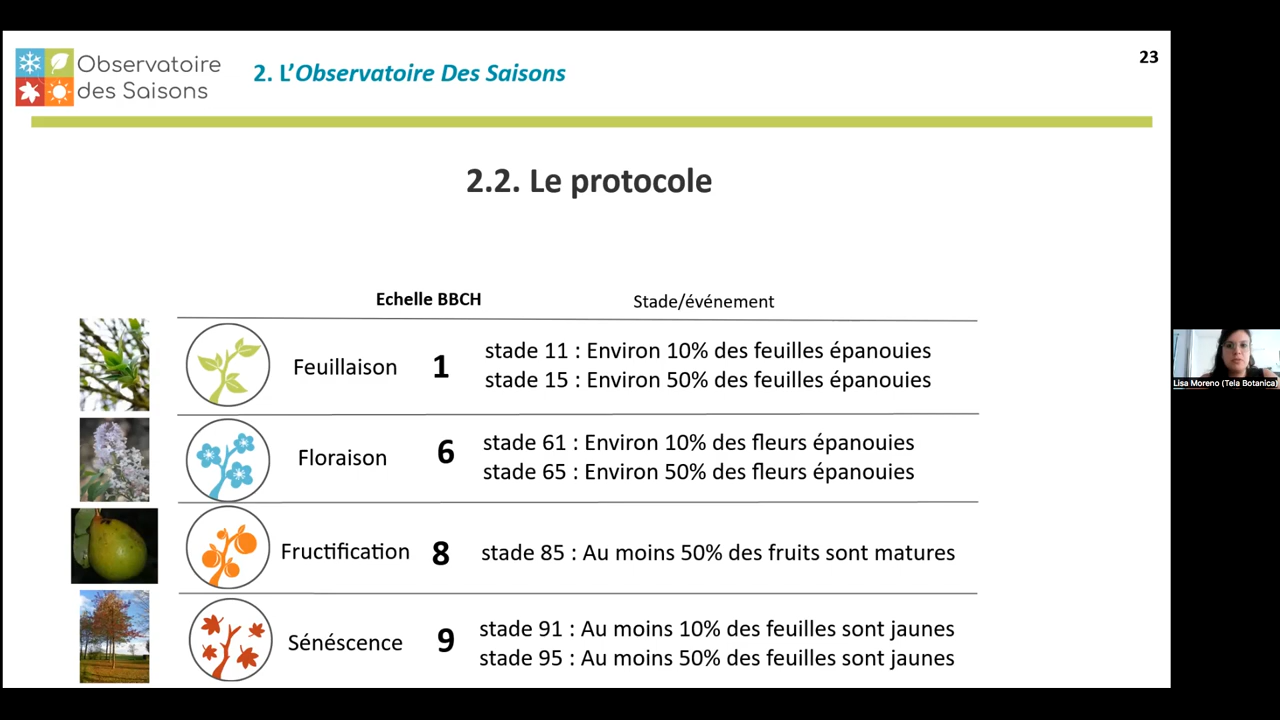 Observatoire
des Saisons
2. L'Observatoire Des Saisons
23
2.2. Le protocole
Echelle BBCH
Stade/événement
Feuillaison
1
stade 11 : Environ 10% des feuilles épanouies
stade 15 : Environ 50% des feuilles épanouies
Floraison
6
stade 61 : Environ 10% des fleurs épanouies
stade 65 : Environ 50% des fleurs épanouies
Fructification
8
stade 85 : Au moins 50% des fruits sont matures
Sénéscence
9
stade 91 : Au moins 10% des feuilles sont jaunes
stade 95 : Au moins 50% des feuilles sont jaunes
Lisa Moreno (Tela Botanica)